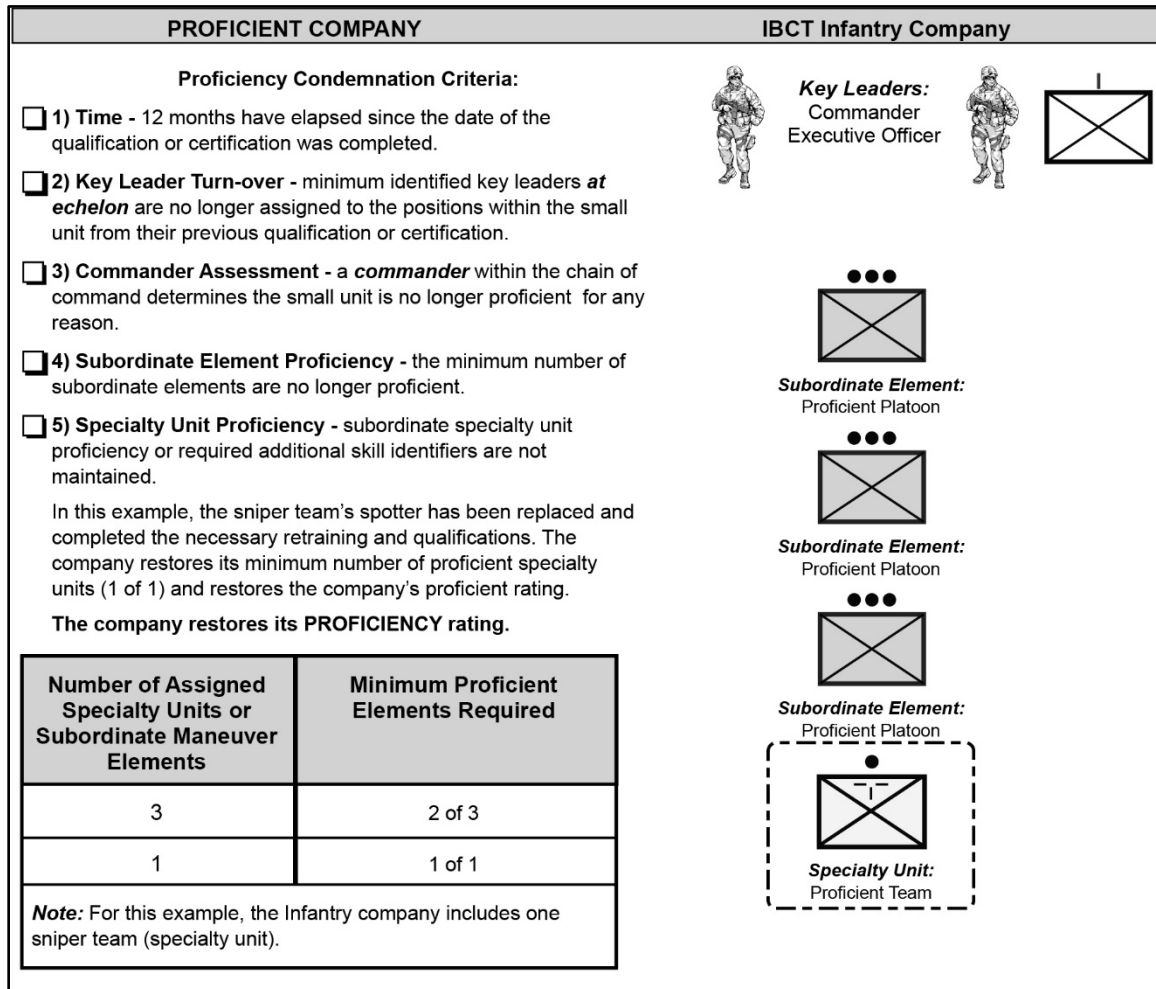 PROFICIENT COMPANY
IBCT Infantry Company
Proficiency Condemnation Criteria:
1) Time - 12 months have elapsed since the date of the
qualification or certification was completed.
2) Key Leader Turn-over - minimum identified key leaders at
echelon are no longer assigned to the positions within the small
unit from their previous qualification or certification.
3) Commander Assessment - a commander within the chain of
command determines the small unit is no longer proficient for any
reason.
4) Subordinate Element Proficiency - the minimum number of
subordinate elements are no longer proficient.
5) Specialty Unit Proficiency - subordinate specialty unit
proficiency or required additional skill identifiers are not
maintained.
In this example, the sniper team's spotter has been replaced and
completed the necessary retraining and qualifications. The
company restores its minimum number of proficient specialty
units (1 of 1) and restores the company's proficient rating.
The company restores its PROFICIENCY rating.
Number of Assigned
Specialty Units or
Subordinate Maneuver
Elements
Minimum Proficient
Elements Required
3
2 of 3
1
1 of 1
Note: For this example, the Infantry company includes one
sniper team (specialty unit).
Key Leaders:
Commander
Executive Officer
Subordinate Element:
Proficient Platoon
Subordinate Element:
Proficient Platoon
Subordinate Element:
Proficient Platoon
Specialty Unit:
Proficient Team